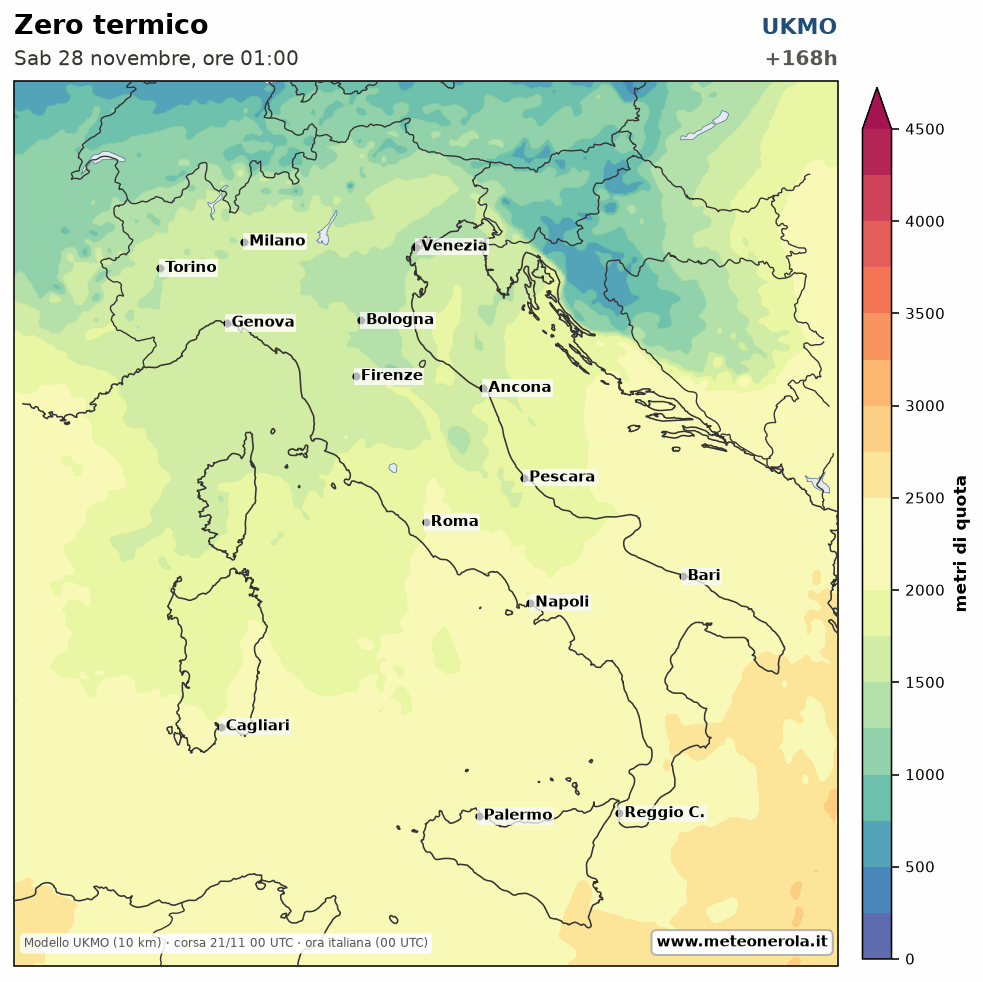 Zero termico
UKMO
Sab 28 novembre, ore 01:00
+168h
4500
4000
3500
3000
2500
2000
1500
1000
500
0
metri di quota
Milano
Venezia
Torino
Genova
Bologna
Firenze
Ancona
Pescara
Roma
Bari
Napoli
Cagliari
Palermo
Reggio C.
Modello UKMO (10 km) · corsa 21/11 00 UTC · ora italiana (00 UTC)
www.meteonerola.it